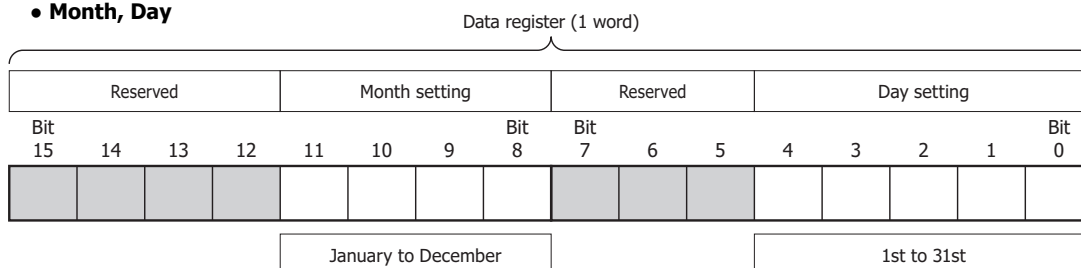 • Month, Day
Data register (1 word)
Reserved Month setting Reserved Day setting
Bit Bit Bit Bit
15 14 13 12 11 10 9 8 7 6 5 4 3 2 1 0
January to December 1st to 31st